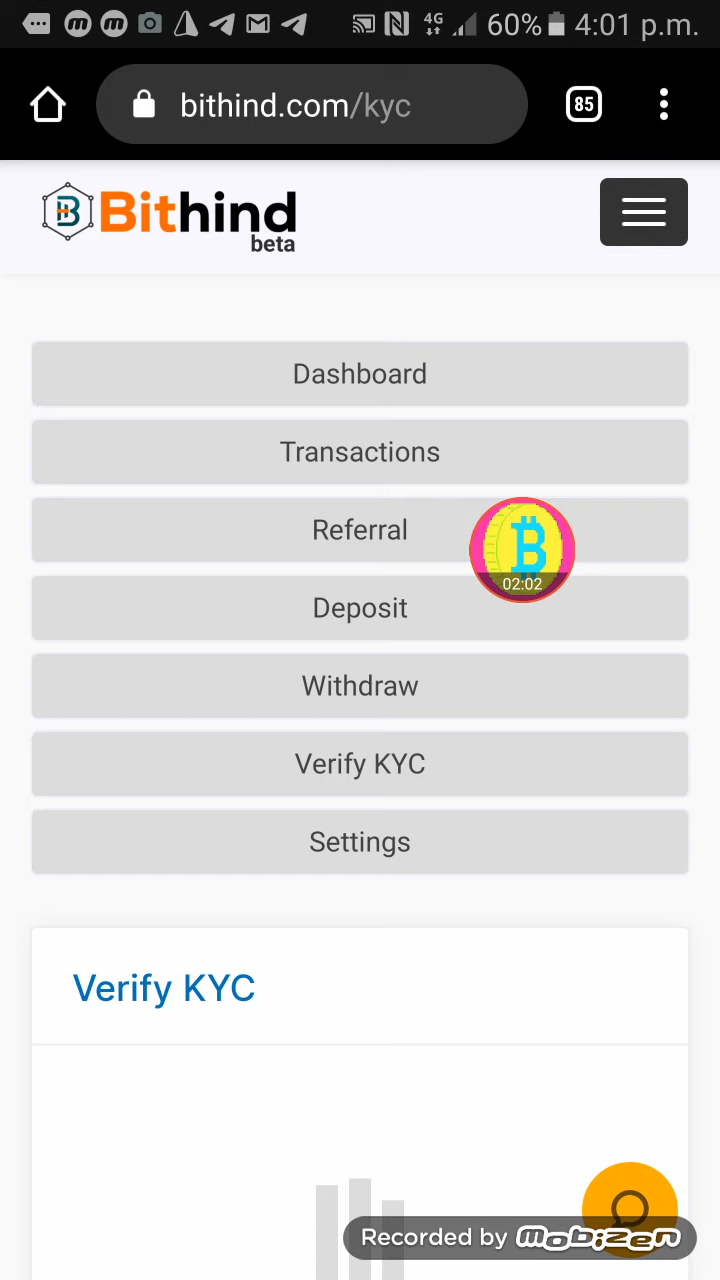 4G 60% 4:01 p.m.
bithind.com/kyc
85
Bithind
beta
Dashboard
Transactions
Referral
02:02
Deposit
Withdraw
Verify KYC
Settings
Verify KYC
Recorded by mobizen